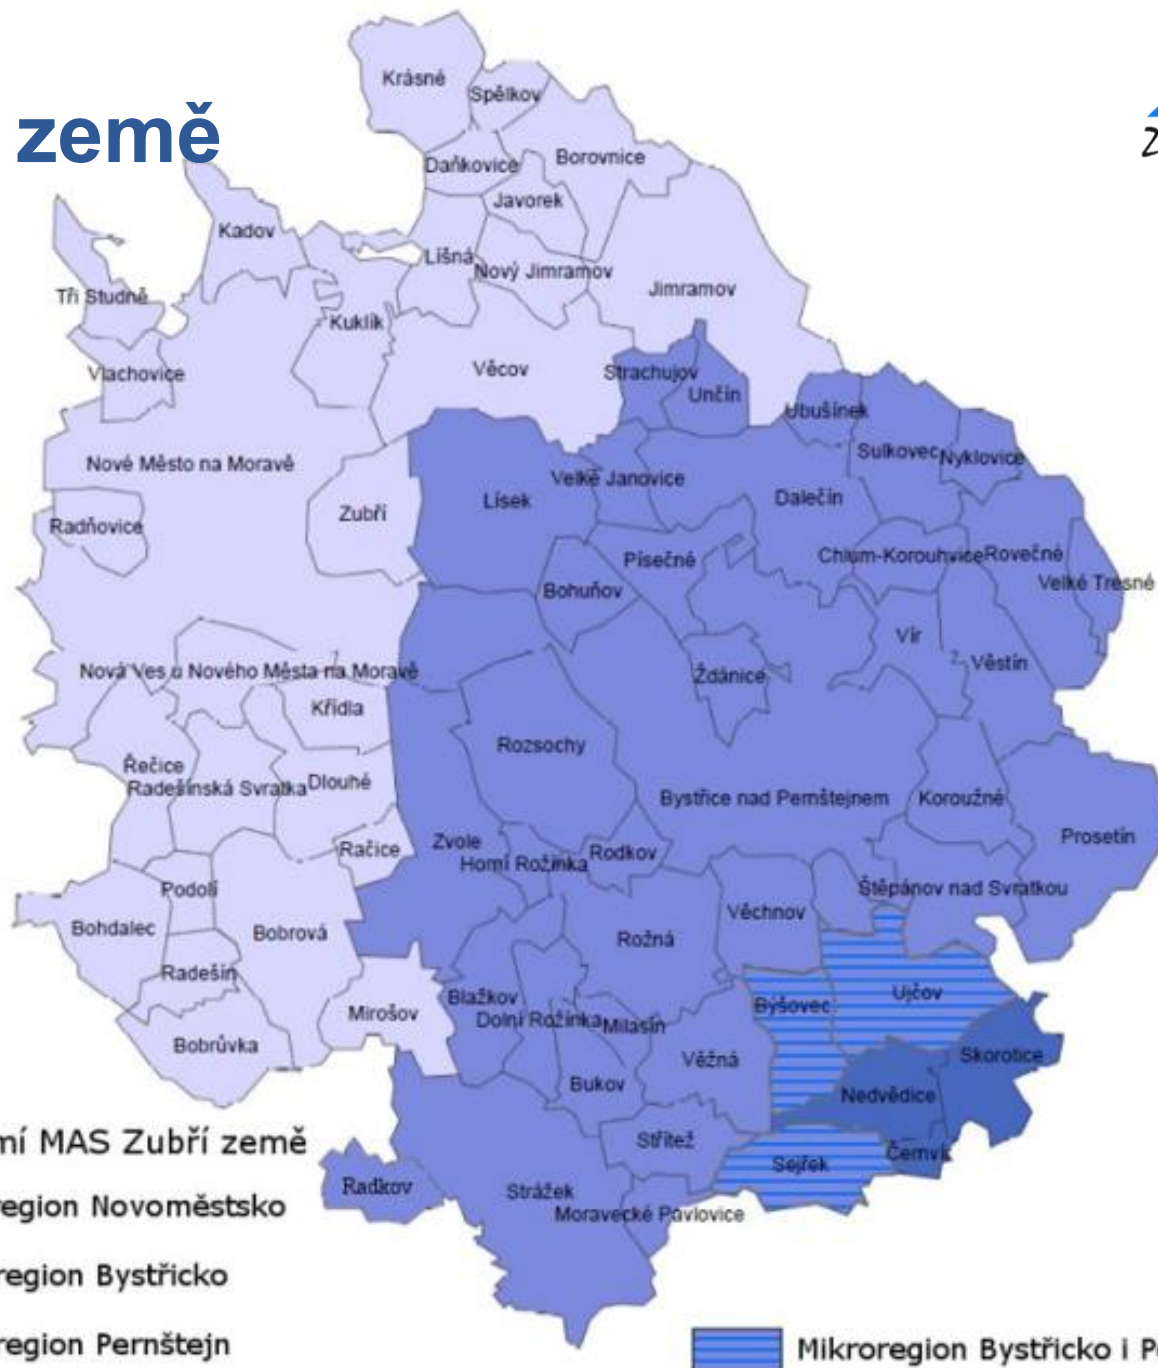 země
Krásné
Spělkov
Daňkovice
Borovnice
Javorek
Kadov
Líšná
Nový Jimramov
Jimramov
Tři Studně
Kuklík
Vlachovice
Věcov
Strachujov
Unčín
Ubušínek
Sulkovec
Nyklovice
Nové Město na Moravě
Velké Janovice
Lísek
Dalečín
Zubří
Radňovice
Písečné
Chlum-Korouhvice
Rovečné
Velké Tresné
Bohuňov
Vír
Věstín
Nová Ves u Nového Města na Moravě
Ždánice
Křídla
Rozsochy
Řečice
Radešínská Svratka
Dlouhé
Bystřice nad Pernštejnem
Koroužné
Prosetín
Zvole
Račice
Horní Rožínka
Rodkov
Podolí
Štěpánov nad Svratkou
Věchnov
Bohdalec
Bobrová
Rožná
Radešín
Blažkov
Mirošov
Dolní Rožínka
Milasín
Býšovec
Ujčov
Bobrůvka
Věžná
Skorotice
Bukov
Nedvědice
Střítež
Černvír
Sejřek
Radkov
Strážek
Moravecké Pavlovice
mí MAS Zubří země
region Novoměstsko
region Bystřicko
region Pernštejn
Mikroregion Bystřicko i